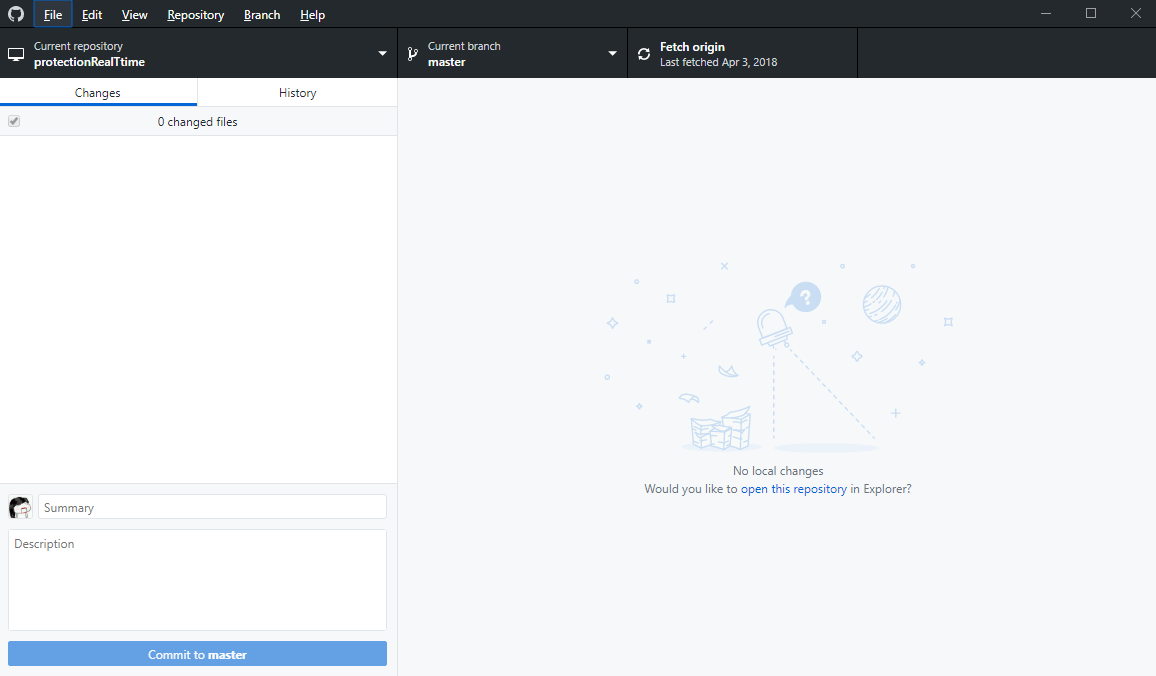 File Edit View Repository Branch Help
Current repository
protectionRealTtime
Current branch
master
Fetch origin
Last fetched Apr 3, 2018
Changes History
0 changed files
?
No local changes
Would you like to open this repository in Explorer?
Summary
Description
Commit to master